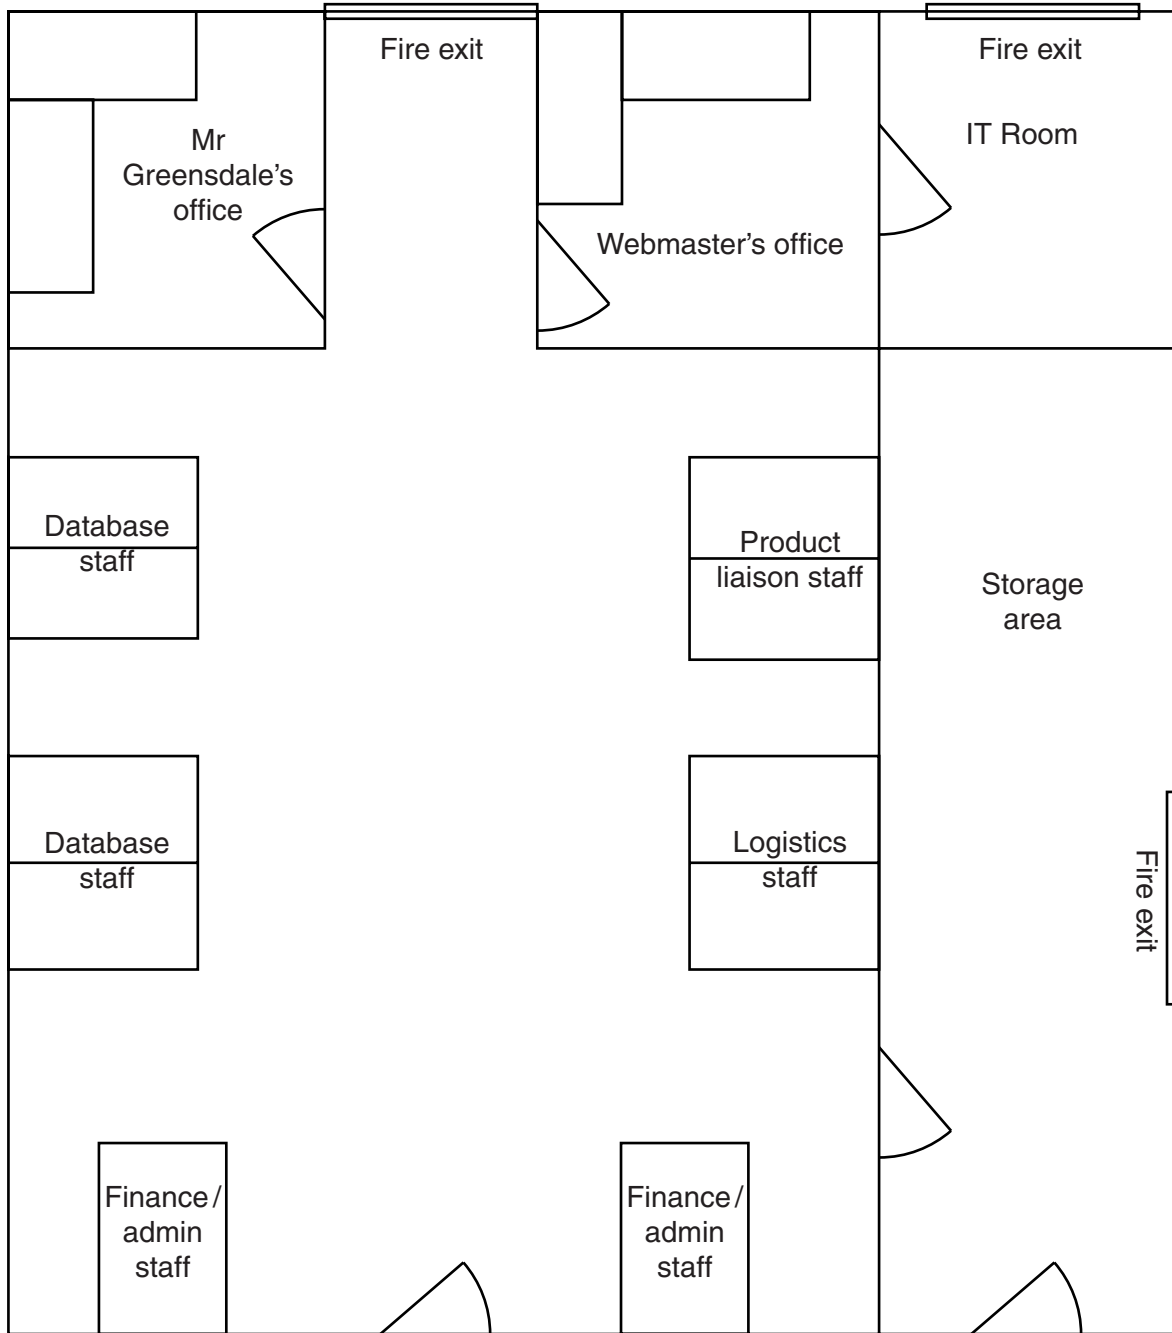 Fire exit
Fire exit
Mr
Greensdale’s
office
IT Room
Webmaster’s office
Database
staff
Product
liaison staff
Storage
area
Database
staff
Logistics
staff
Fire exit
Finance/
admin
staff
Finance/
admin
staff